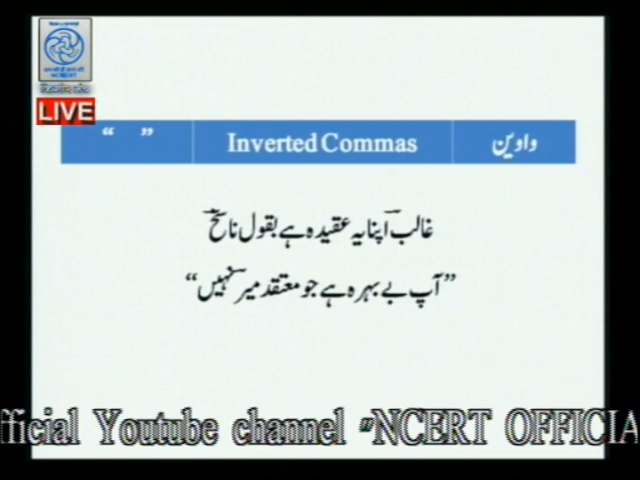 NCERT
LIVE
“ ” Inverted Commas واوین
غالبؔ اپنا یہ عقیدہ ہے بقول ناسخؔ
”آپ بے بہرہ ہے جو معتقد میرؔ نہیں“
fficial Youtube channel "NCERT OFFICIA